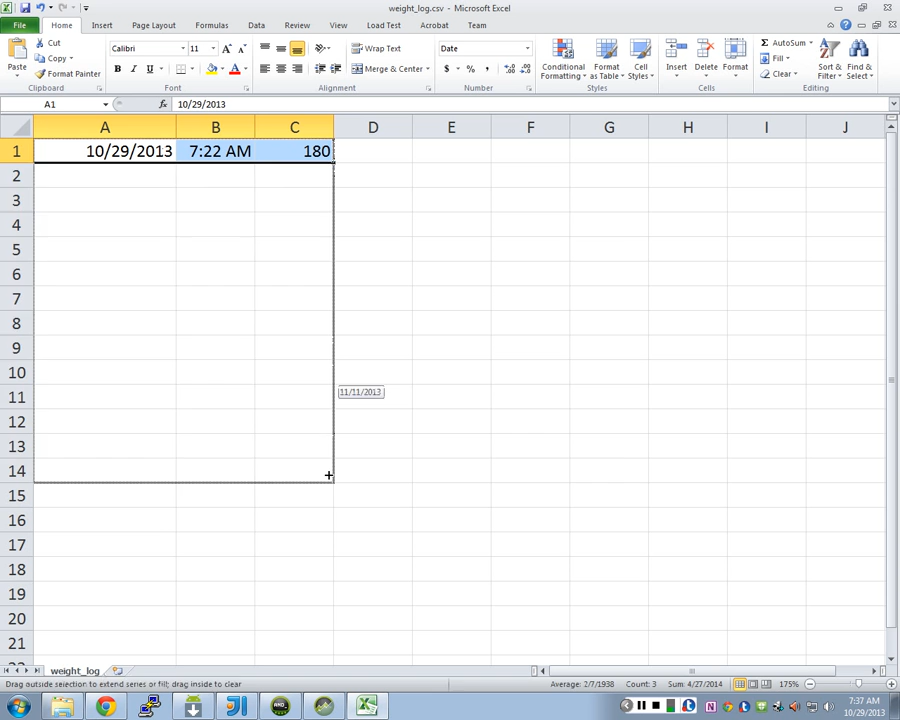 weight_log.csv - Microsoft Excel
File Home Insert Page Layout Formulas Data Review View Load Test Acrobat Team
Paste
Cut
Copy
Format Painter
Clipboard
Calibri 11
B I U
Font
Wrap Text
Merge & Center
Alignment
Date
$ % ,
Number
Conditional Formatting
Format as Table
Cell Styles
Styles
Insert Delete Format
Cells
AutoSum
Fill
Clear
Sort & Filter
Find & Select
Editing
A1 fx 10/29/2013
A B C D E F G H I J
1 10/29/2013 7:22 AM 180
2
3
4
5
6
7
8
9
10
11 11/11/2013
12
13
14
15
16
17
18
19
20
21
weight_log
Drag outside selection to extend series or fill; drag inside to clear Average: 2/7/1938 Count: 3 Sum: 4/27/2014 175%
7:37 AM
10/29/2013